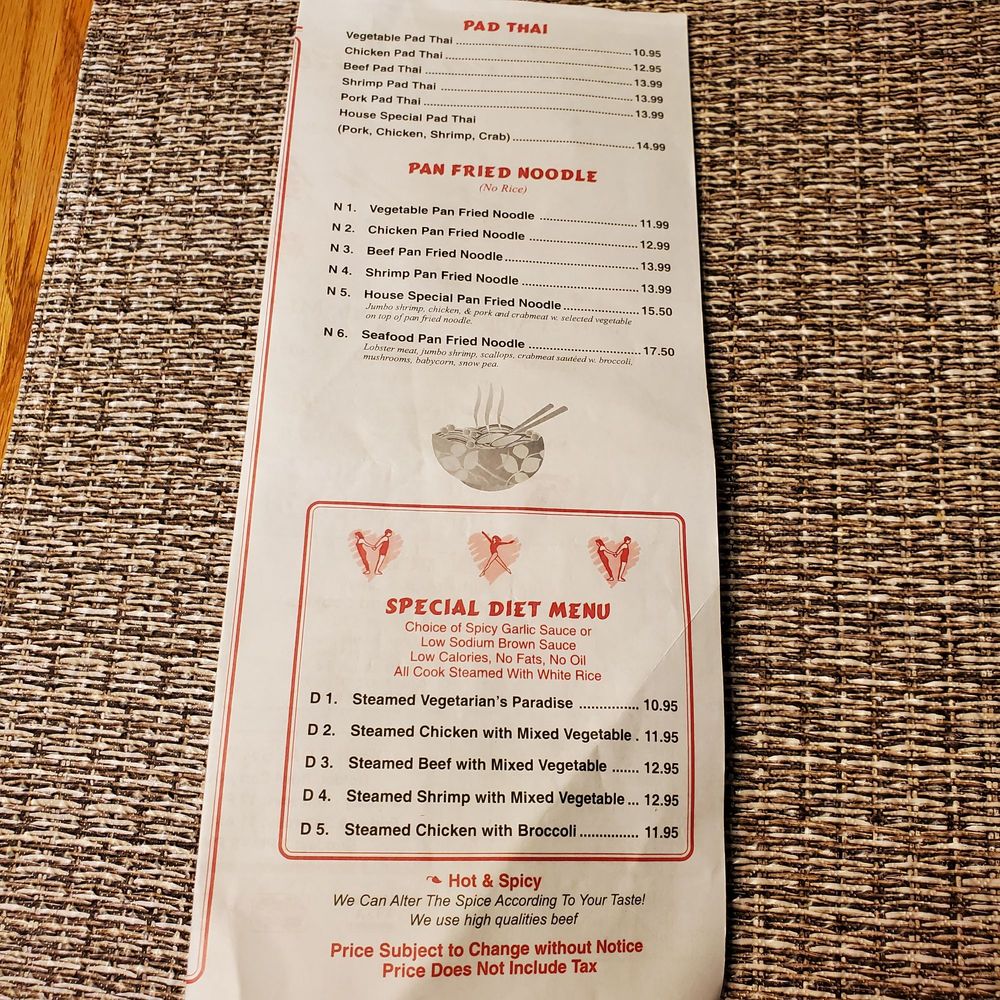 PAD THAI
Vegetable Pad Thai 10.95
Chicken Pad Thai 12.95
Beef Pad Thai 13.99
Shrimp Pad Thai 13.99
Pork Pad Thai 13.99
House Special Pad Thai
(Pork, Chicken, Shrimp, Crab) 14.99
PAN FRIED NOODLE
(No Rice)
N 1. Vegetable Pan Fried Noodle 11.99
N 2. Chicken Pan Fried Noodle 12.99
N 3. Beef Pan Fried Noodle 13.99
N 4. Shrimp Pan Fried Noodle 13.99
N 5. House Special Pan Fried Noodle 15.50
Jumbo shrimp, chicken, & pork and crabmeat w. selected vegetable
on top of pan fried noodle.
N 6. Seafood Pan Fried Noodle 17.50
Lobster meat, jumbo shrimp, scallops, crabmeat sautéed w. broccoli,
mushrooms, babycorn, snow pea.
SPECIAL DIET MENU
Choice of Spicy Garlic Sauce or
Low Sodium Brown Sauce
Low Calories, No Fats, No Oil
All Cook Steamed With White Rice
D 1. Steamed Vegetarian's Paradise 10.95
D 2. Steamed Chicken with Mixed Vegetable . 11.95
D 3. Steamed Beef with Mixed Vegetable 12.95
D 4. Steamed Shrimp with Mixed Vegetable 12.95
D 5. Steamed Chicken with Broccoli 11.95
Hot & Spicy
We Can Alter The Spice According To Your Taste!
We use high qualities beef
Price Subject to Change without Notice
Price Does Not Include Tax